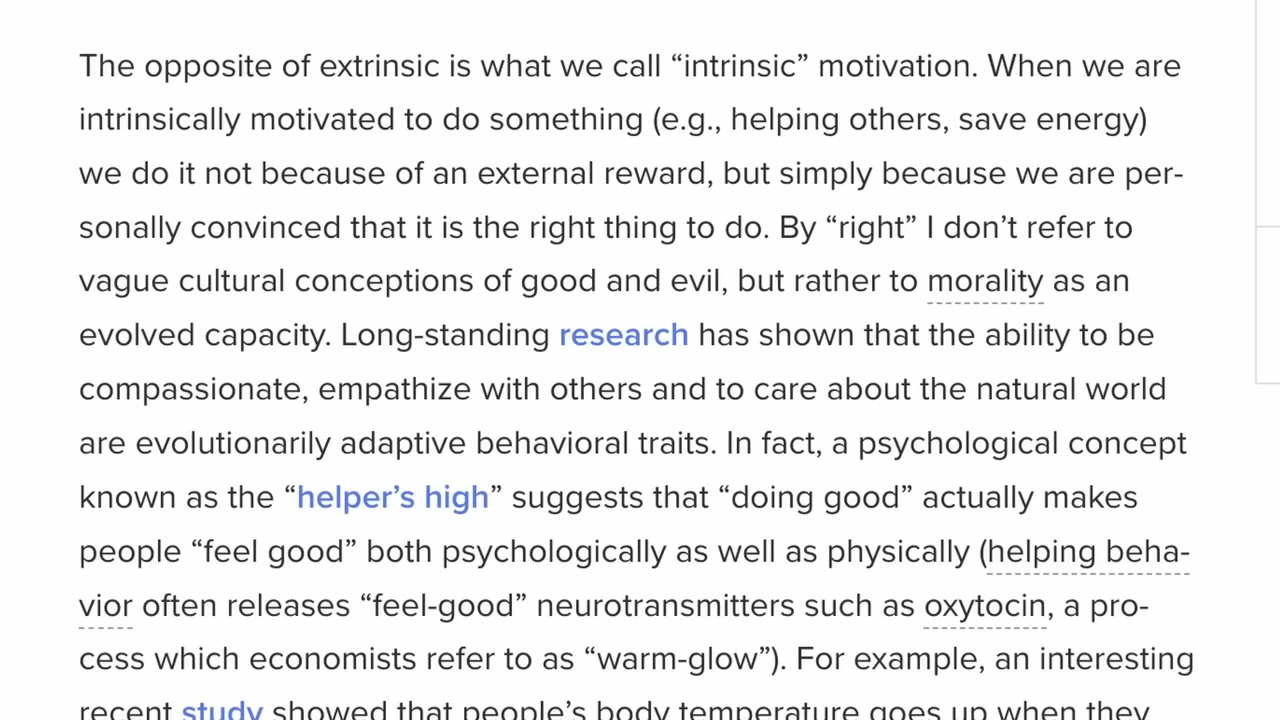 The opposite of extrinsic is what we call “intrinsic” motivation. When we are
intrinsically motivated to do something (e.g., helping others, save energy)
we do it not because of an external reward, but simply because we are per-
sonally convinced that it is the right thing to do. By “right” I don’t refer to
vague cultural conceptions of good and evil, but rather to morality as an
evolved capacity. Long-standing research has shown that the ability to be
compassionate, empathize with others and to care about the natural world
are evolutionarily adaptive behavioral traits. In fact, a psychological concept
known as the “helper’s high” suggests that “doing good” actually makes
people “feel good” both psychologically as well as physically (helping beha-
vior often releases “feel-good” neurotransmitters such as oxytocin, a pro-
cess which economists refer to as “warm-glow”). For example, an interesting
recent study showed that people’s body temperature goes up when they